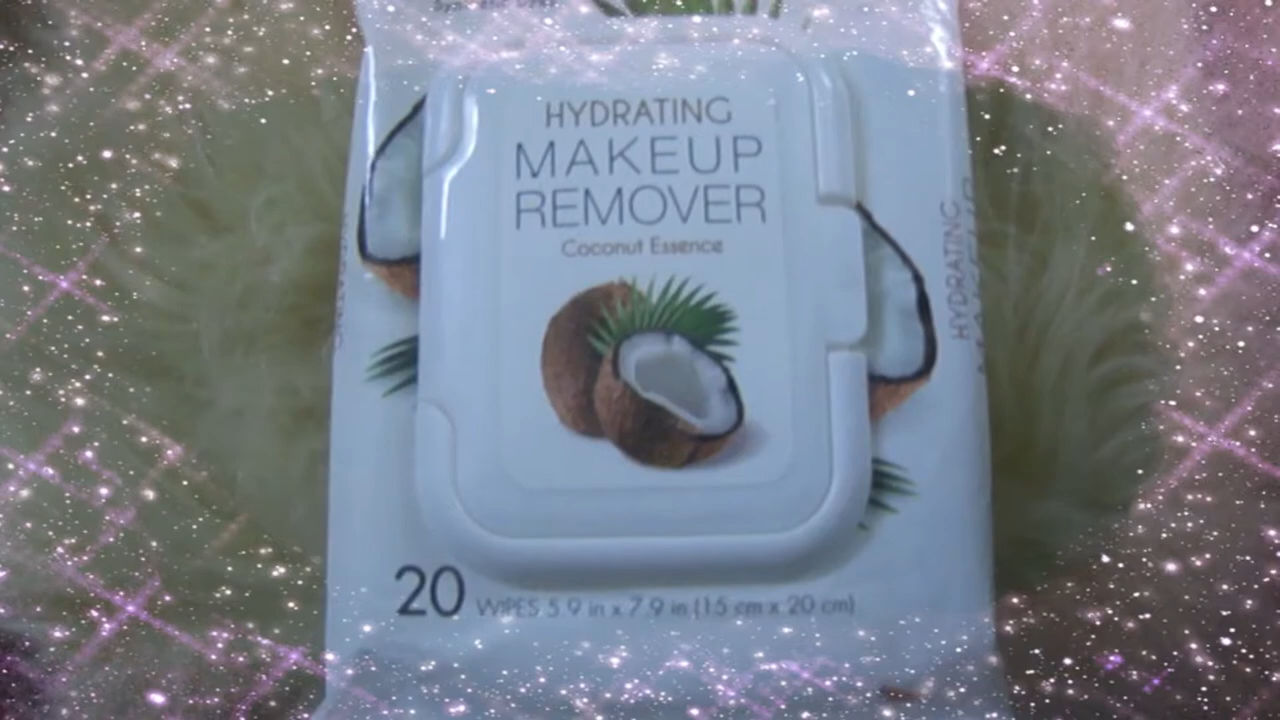 HYDRATING
MAKEUP
REMOVER
Coconut Essence
HYDRATING
20 WIPES 5.9 in x 7.9 in (15 cm x 20 cm)